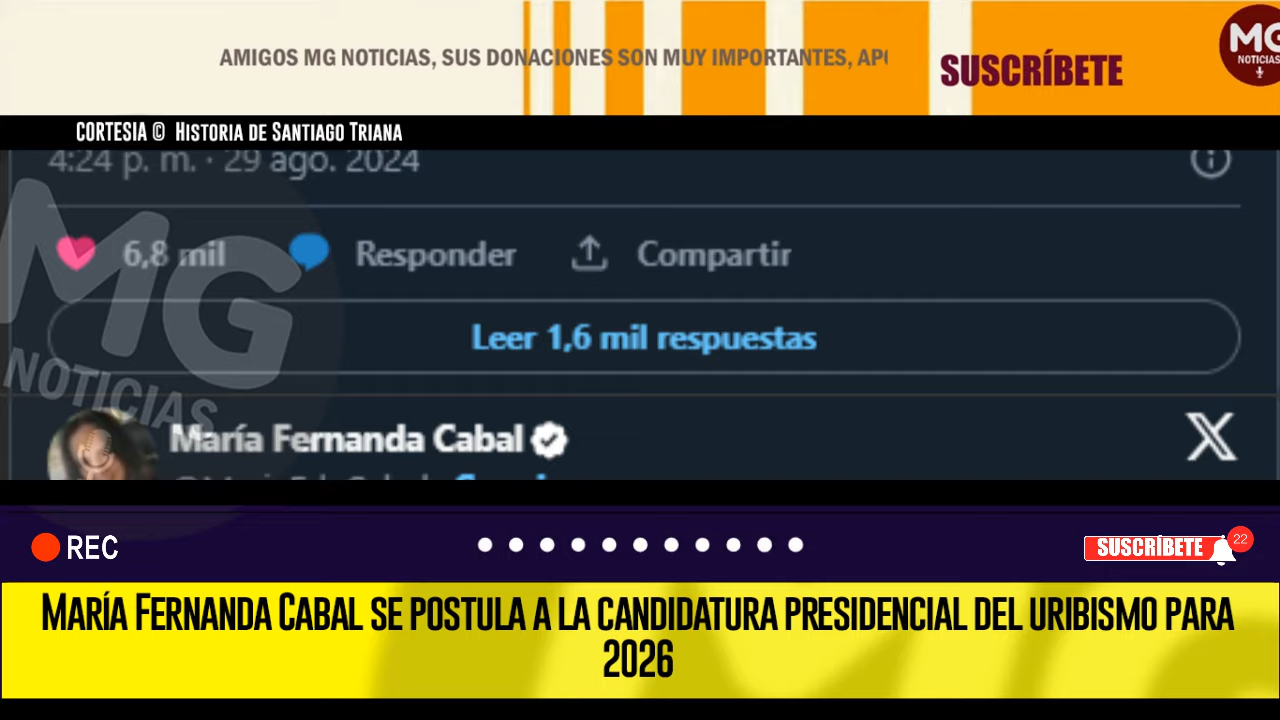 AMIGOS MG NOTICIAS, SUS DONACIONES SON MUY IMPORTANTES,
SUSCRÍBETE
MG
NOTICIAS
CORTESIA © HISTORIA DE SANTIAGO TRIANA
4:24 p. m. · 29 ago. 2024
6,8 mil Responder Compartir
Leer 1,6 mil respuestas
MG
NOTICIAS
María Fernanda Cabal
REC
SUSCRÍBETE 22
MARÍA FERNANDA CABAL SE POSTULA A LA CANDIDATURA PRESIDENCIAL DEL URIBISMO PARA
2026